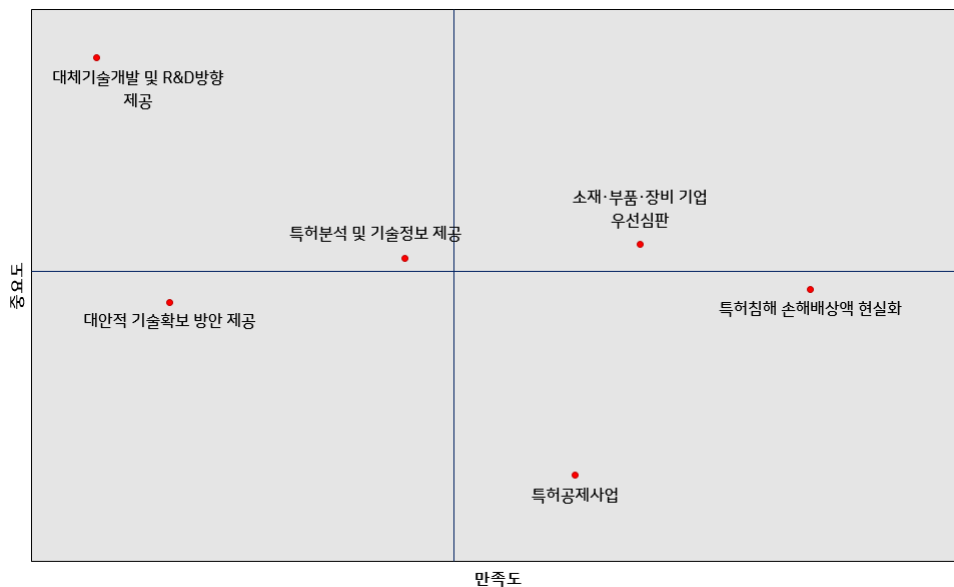 대체기술개발 및 R&D방향
제공
소재·부품·장비 기업
우선심판
특허분석 및 기술정보 제공
중요도
대안적 기술확보 방안 제공
특허침해 손해배상액 현실화
특허공제사업
만족도